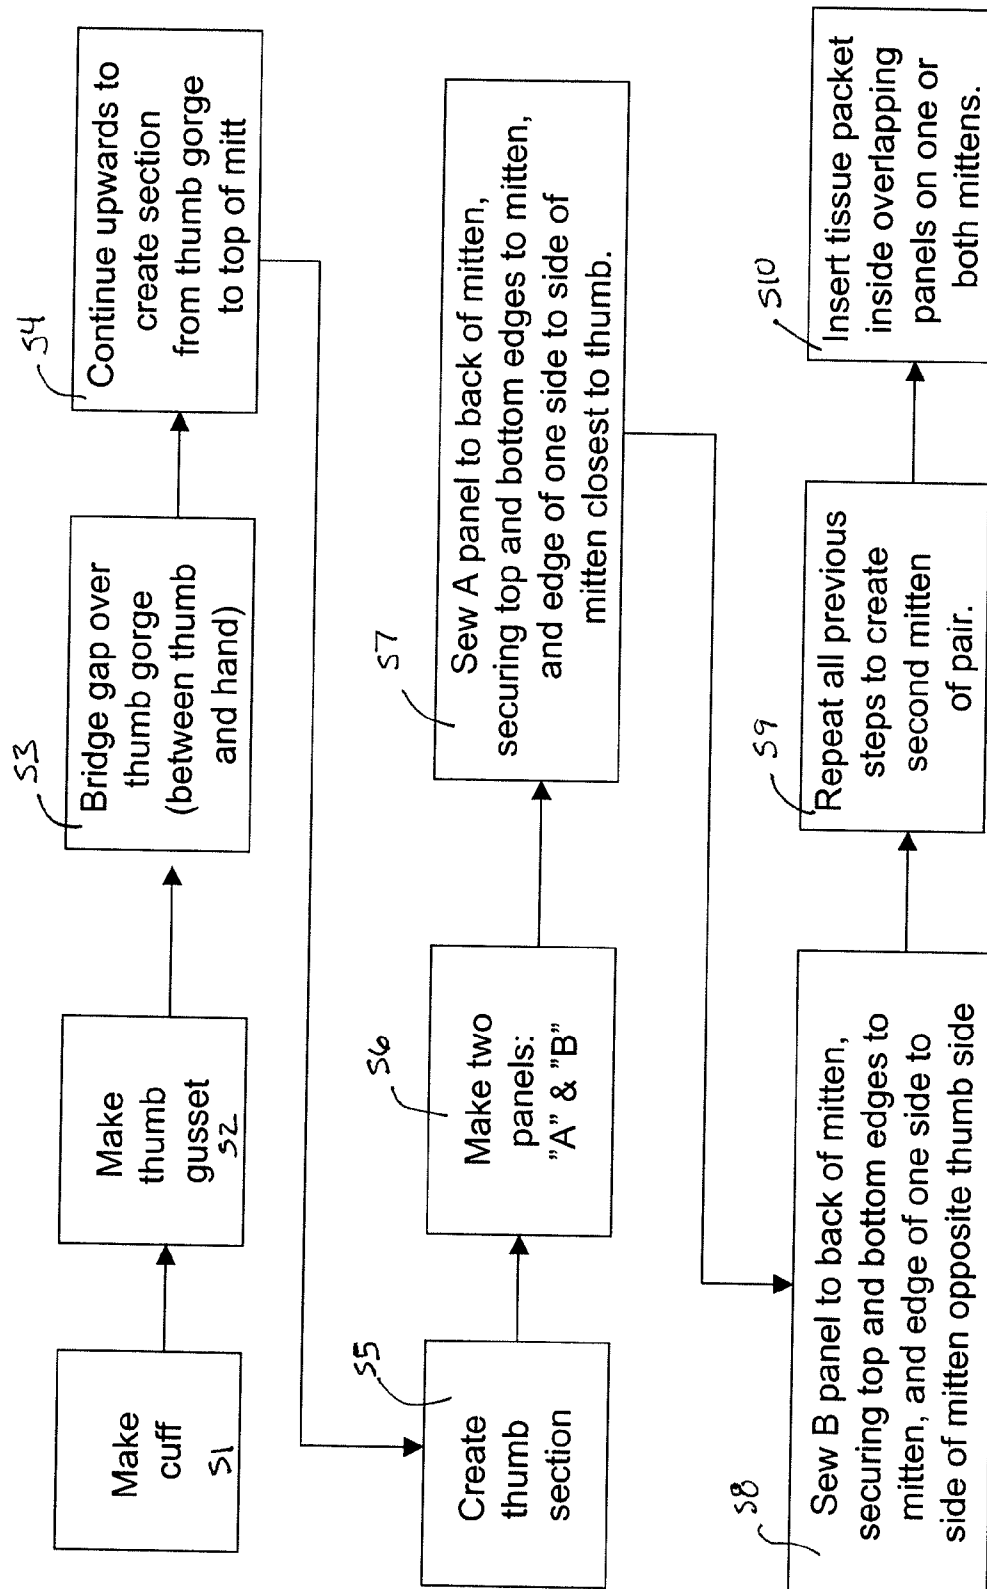 Make
cuff
S1
Make
thumb
gusset
S2
S3
Bridge gap over
thumb gorge
(between thumb
and hand)
S4
Continue upwards to
create section
from thumb gorge
to top of mitt
S5
Create
thumb
section
S6
Make two
panels:
"A" & "B"
S7
Sew A panel to back of mitten,
securing top and bottom edges to mitten,
and edge of one side to side of
mitten closest to thumb.
S8
Sew B panel to back of mitten,
securing top and bottom edges to
mitten, and edge of one side to
side of mitten opposite thumb side
S9
Repeat all previous
steps to create
second mitten
of pair.
S10
Insert tissue packet
inside overlapping
panels on one or
both mittens.